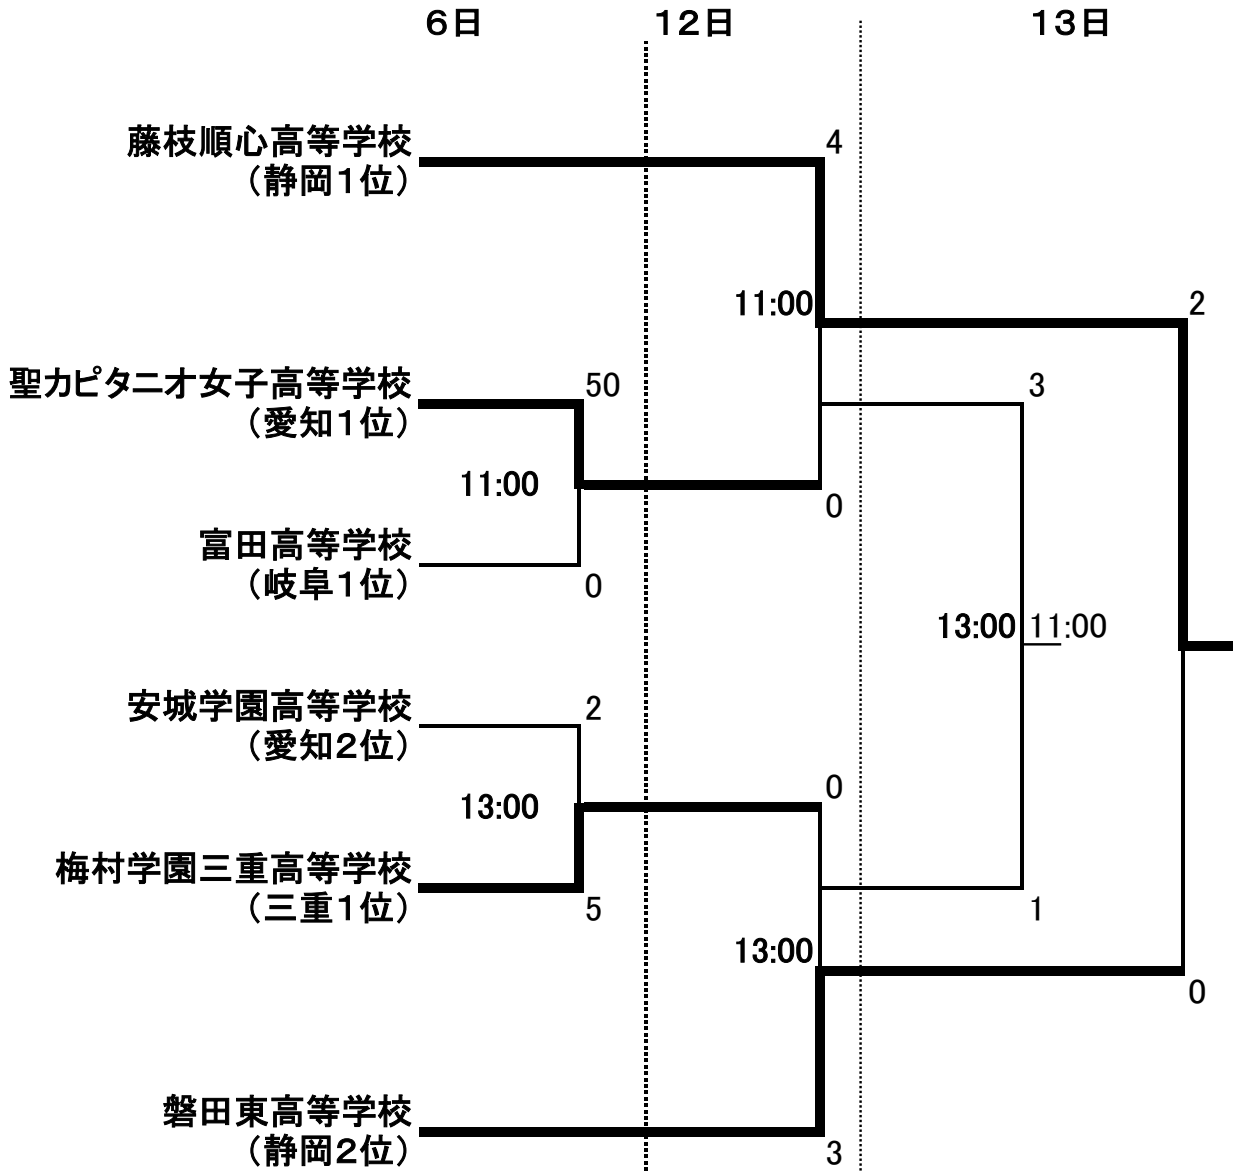 6日
12日
13日
藤枝順心高等学校
(静岡1位)
4
11:00
2
聖カピタニオ女子高等学校
(愛知1位)
50
3
11:00
0
富田高等学校
(岐阜1位)
0
13:00
11:00
安城学園高等学校
(愛知2位)
2
13:00
0
梅村学園三重高等学校
(三重1位)
5
1
13:00
0
磐田東高等学校
(静岡2位)
3